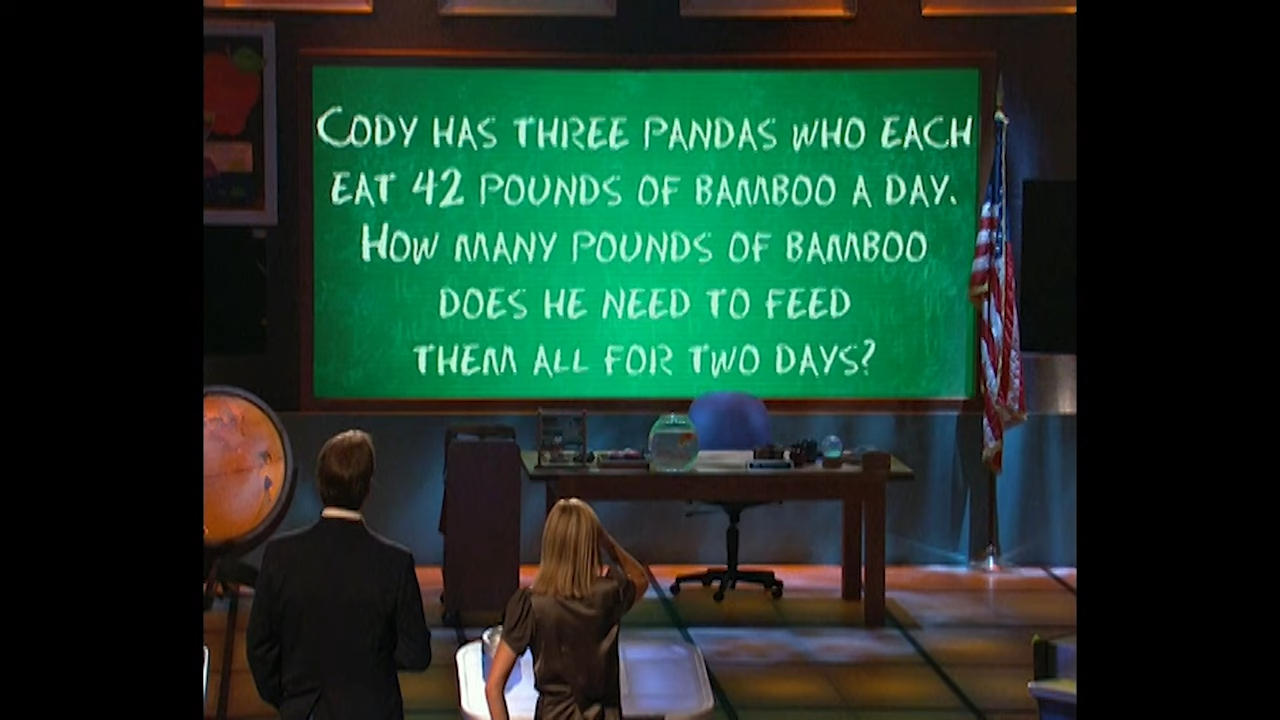 CODY HAS THREE PANDAS WHO EACH
EAT 42 POUNDS OF BAMBOO A DAY.
HOW MANY POUNDS OF BAMBOO
DOES HE NEED TO FEED
THEM ALL FOR TWO DAYS?